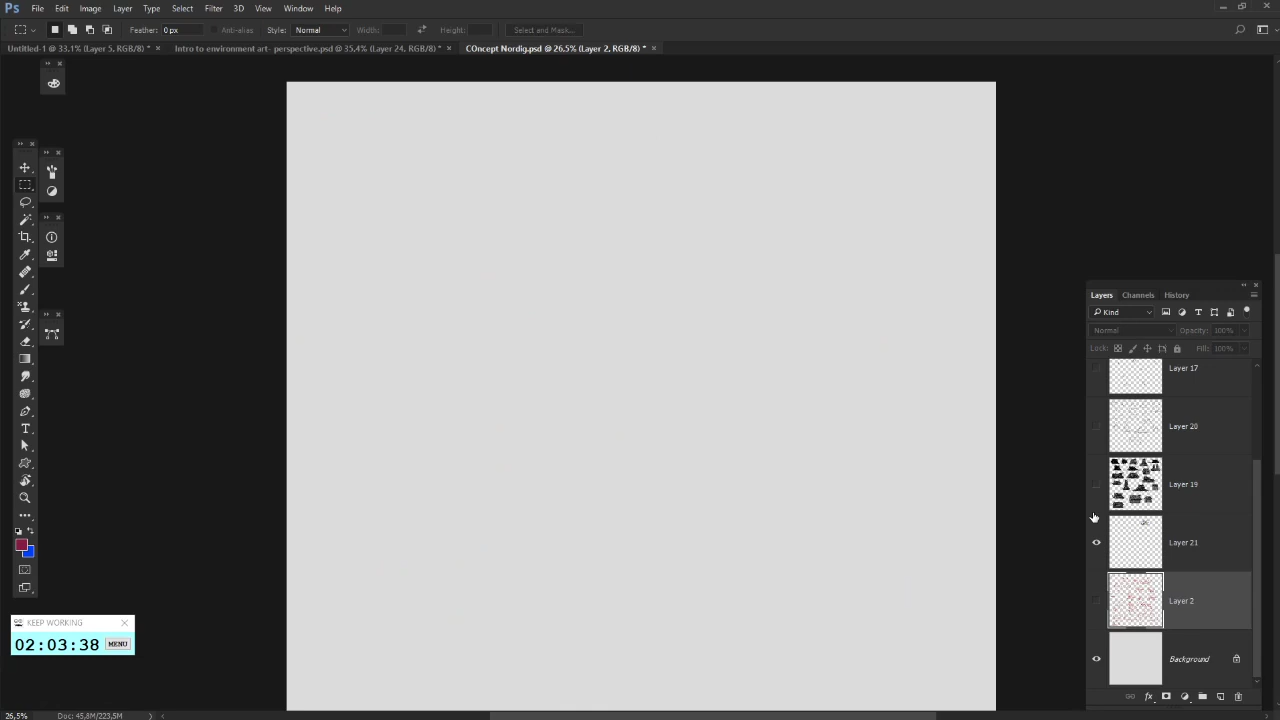 Ps File Edit Image Layer Type Select Filter 3D View Window Help
Feather: 0 px Anti-alias Style: Normal Width: Height: Select and Mask...
Untitled-1 @ 33,1% (Layer 5, RGB/8) * × Intro to environment art- perspective.psd @ 35,4% (Layer 24, RGB/8) * × COncept Nordig.psd @ 26,5% (Layer 2, RGB/8) * ×
Layers Channels History
Kind
Normal Opacity: 100%
Lock: Fill: 100%
Layer 17
Layer 20
Layer 19
Layer 21
Layer 2
Background
KEEP WORKING
02:03:38 MENU
26,5% Doc: 45,8M/223,5M